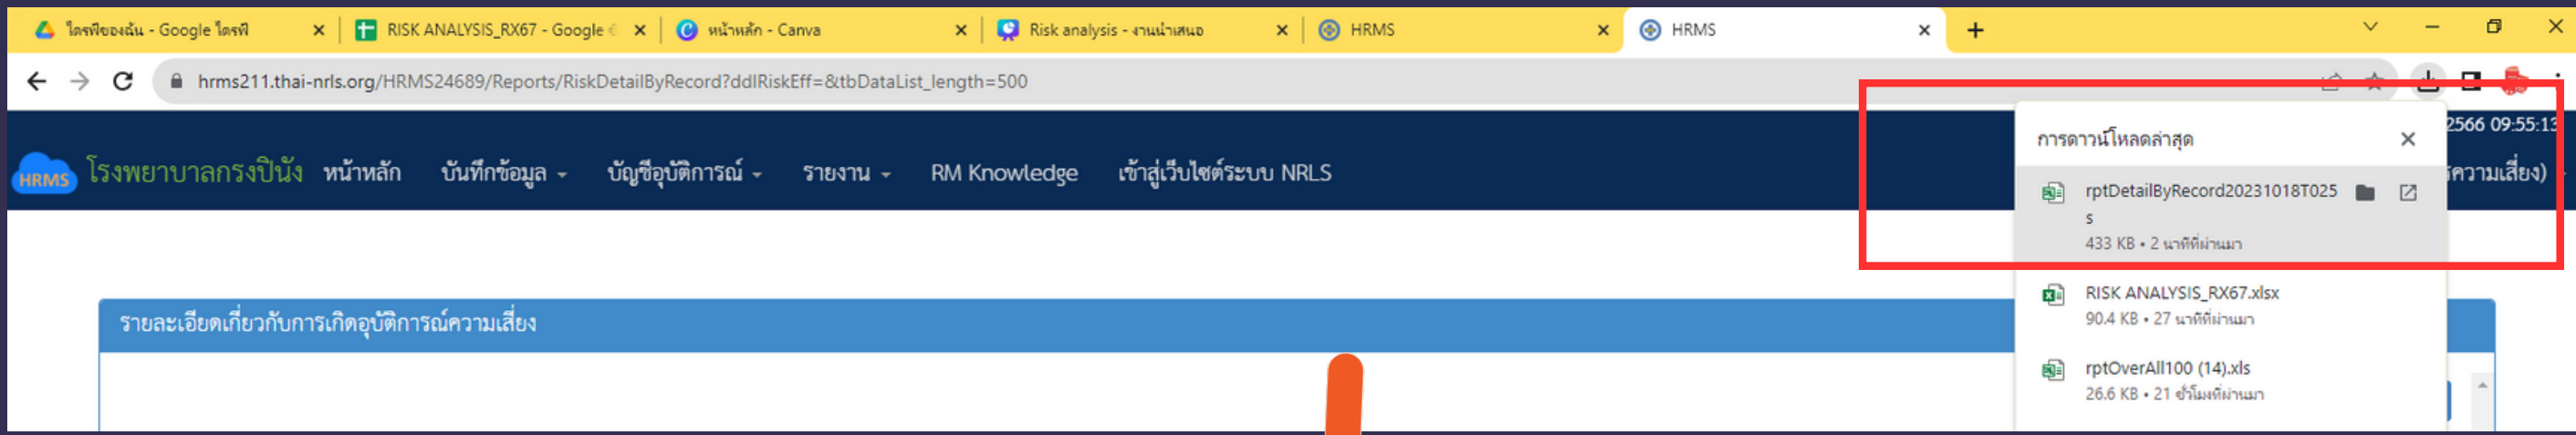 ไดรฟ์ของฉัน - Google ไดรฟ์
RISK ANALYSIS_RX67 - Google
หน้าหลัก - Canva
Risk analysis - งานนำเสนอ
HRMS
HRMS
hrms211.thai-nrls.org/HRMS24689/Reports/RiskDetailByRecord?ddlRiskEff=&tbDataList_length=500
2566 09:55:13
HRMS
โรงพยาบาลกรงปินัง
หน้าหลัก
บันทึกข้อมูล
บัญชีอุบัติการณ์
รายงาน
RM Knowledge
เข้าสู่เว็บไซต์ระบบ NRLS
ความเสี่ยง)
การดาวน์โหลดล่าสุด
rptDetailByRecord20231018T025
s
433 KB • 2 นาทีที่ผ่านมา
RISK ANALYSIS_RX67.xlsx
90.4 KB • 27 นาทีที่ผ่านมา
rptOverAll100 (14).xls
26.6 KB • 21 ชั่วโมงที่ผ่านมา
รายละเอียดเกี่ยวกับการเกิดอุบัติการณ์ความเสี่ยง